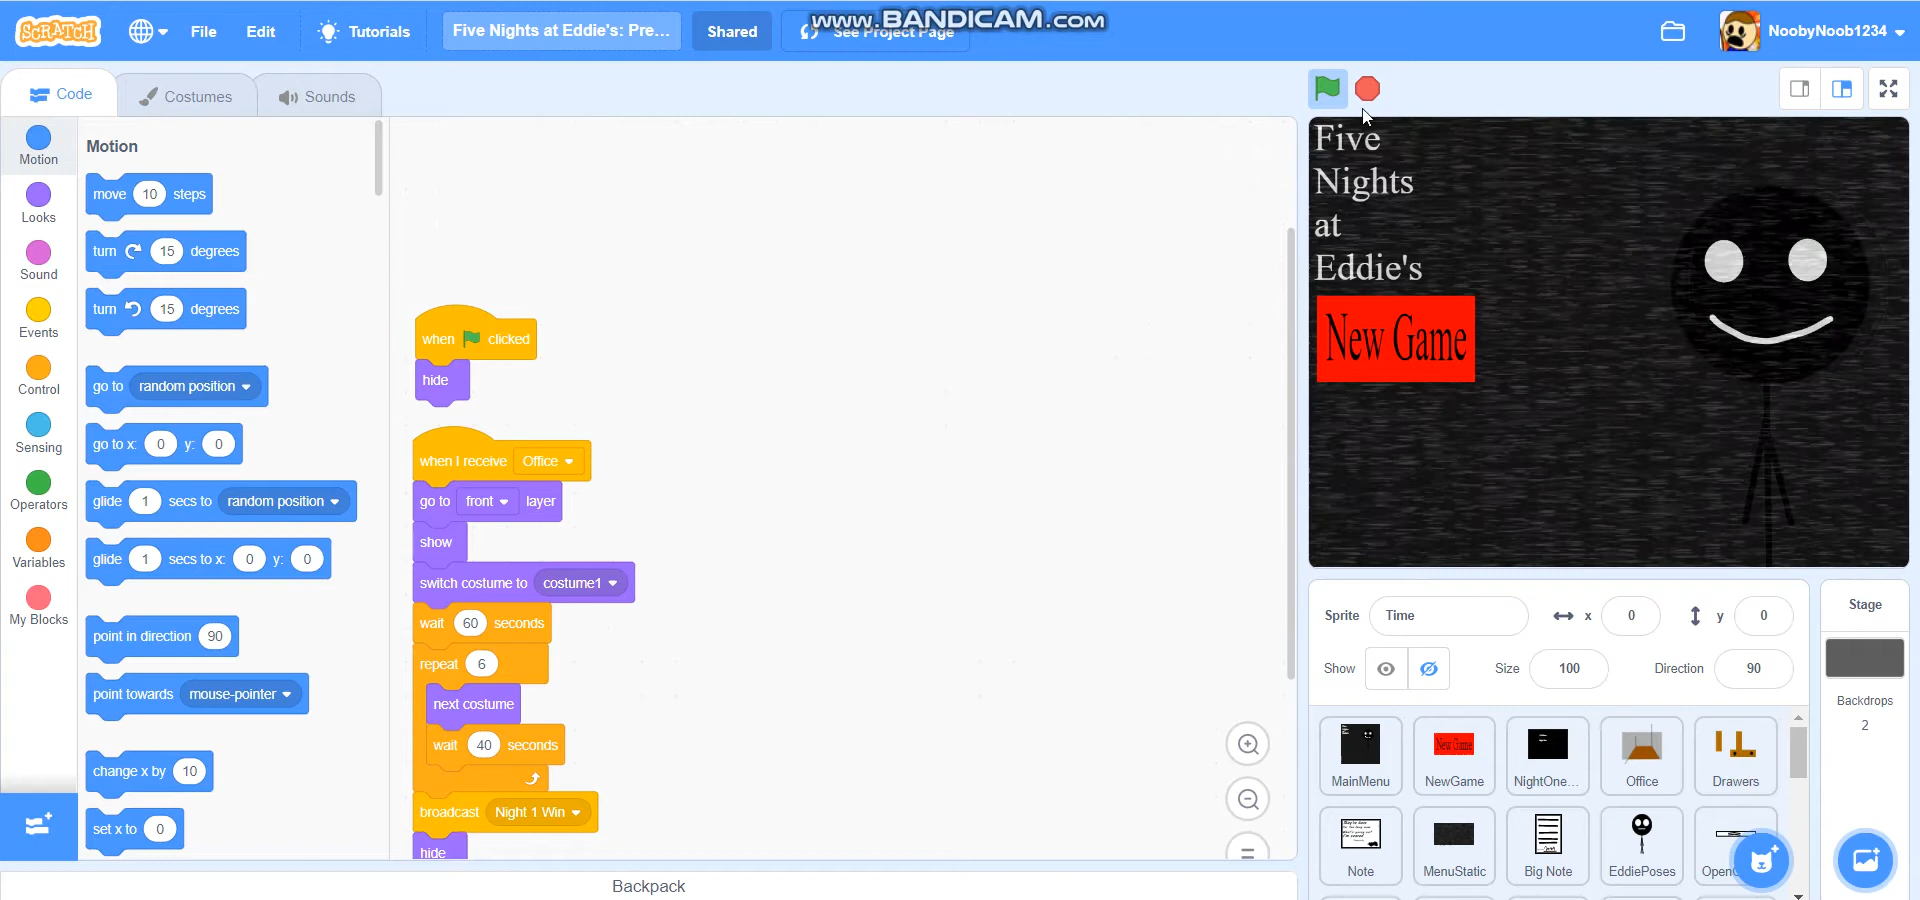 SCRATCH
File
Edit
Tutorials
Five Nights at Eddie's: Pre...
Shared
See Project Page
www.BANDICAM.com
NoobyNoob1234
Code
Costumes
Sounds
Motion
Looks
Sound
Events
Control
Sensing
Operators
Variables
My Blocks
Motion
move 10 steps
turn 15 degrees
turn 15 degrees
go to random position
go to x: 0 y: 0
glide 1 secs to random position
glide 1 secs to x: 0 y: 0
point in direction 90
point towards mouse-pointer
change x by 10
set x to 0
when clicked
hide
when I receive Office
go to front layer
show
switch costume to costume1
wait 60 seconds
repeat 6
next costume
wait 40 seconds
broadcast Night 1 Win
hide
Backpack
Five
Nights
at
Eddie's
New Game
Sprite Time x 0 y 0
Show Size 100 Direction 90
Stage
Backdrops
2
New Game
MainMenu
NewGame
NightOne...
Office
Drawers
Note
MenuStatic
Big Note
EddiePoses